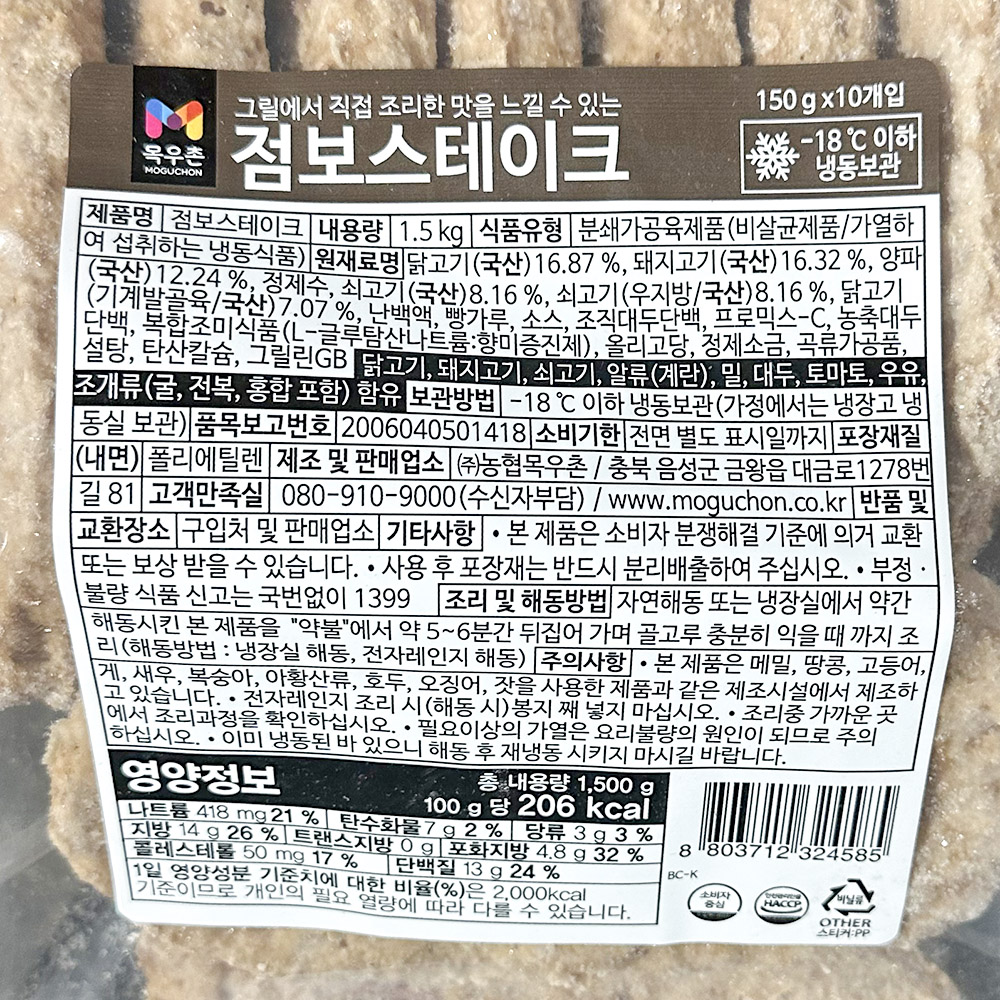 그릴에서 직접 조리한 맛을 느낄 수 있는
목우촌
MOGUCHON
점보스테이크
150 g x10개입
-18 ℃ 이하
냉동보관
제품명 점보스테이크 내용량 1.5 kg 식품유형 분쇄가공육제품(비살균제품/가열하
여 섭취하는 냉동식품) 원재료명 닭고기(국산)16.87 %, 돼지고기(국산)16.32 %, 양파
(국산)12.24 %, 정제수, 쇠고기(국산)8.16 %, 쇠고기(우지방/국산)8.16 %, 닭고기
(기계발골육/국산)7.07 %, 난백액, 빵가루, 소스, 조직대두단백, 프로믹스-C, 농축대두
단백, 복합조미식품(L-글루탐산나트륨:향미증진제), 올리고당, 정제소금, 곡류가공품,
설탕, 탄산칼슘, 그릴린GB 닭고기, 돼지고기, 쇠고기, 알류(계란), 밀, 대두, 토마토, 우유,
조개류(굴, 전복, 홍합 포함) 함유 보관방법 -18 ℃ 이하 냉동보관(가정에서는 냉장고 냉
동실 보관) 품목보고번호 2006040501418 소비기한 전면 별도 표시일까지 포장재질
(내면) 폴리에틸렌 제조 및 판매업소 ㈜농협목우촌 / 충북 음성군 금왕읍 대금로1278번
길 81 고객만족실 080-910-9000(수신자부담) / www.moguchon.co.kr 반품 및
교환장소 구입처 및 판매업소 기타사항 • 본 제품은 소비자 분쟁해결 기준에 의거 교환
또는 보상 받을 수 있습니다. • 사용 후 포장재는 반드시 분리배출하여 주십시오. • 부정 ·
불량 식품 신고는 국번없이 1399 조리 및 해동방법 자연해동 또는 냉장실에서 약간
해동시킨 본 제품을 "약불"에서 약 5~6분간 뒤집어 가며 골고루 충분히 익을 때 까지 조
리(해동방법 : 냉장실 해동, 전자레인지 해동) 주의사항 • 본 제품은 메밀, 땅콩, 고등어,
게, 새우, 복숭아, 아황산류, 호두, 오징어, 잣을 사용한 제품과 같은 제조시설에서 제조하
고 있습니다. • 전자레인지 조리 시(해동 시)봉지 째 넣지 마십시오. • 조리중 가까운 곳
에서 조리과정을 확인하십시오. • 필요이상의 가열은 요리불량의 원인이 되므로 주의
하십시오. • 이미 냉동된 바 있으니 해동 후 재냉동 시키지 마시길 바랍니다.
영양정보
총 내용량 1,500 g
100 g 당 206 kcal
나트륨 418 mg 21 % 탄수화물 7 g 2 % 당류 3 g 3 %
지방 14 g 26 % 트랜스지방 0 g 포화지방 4.8 g 32 %
콜레스테롤 50 mg 17 % 단백질 13 g 24 %
1일 영양성분 기준치에 대한 비율(%)은 2,000kcal
기준이므로 개인의 필요 열량에 따라 다를 수 있습니다.
8 803712 324585
BC-K
소비자
중심
안전관리인증
HACCP
비닐류
OTHER
스티커:PP